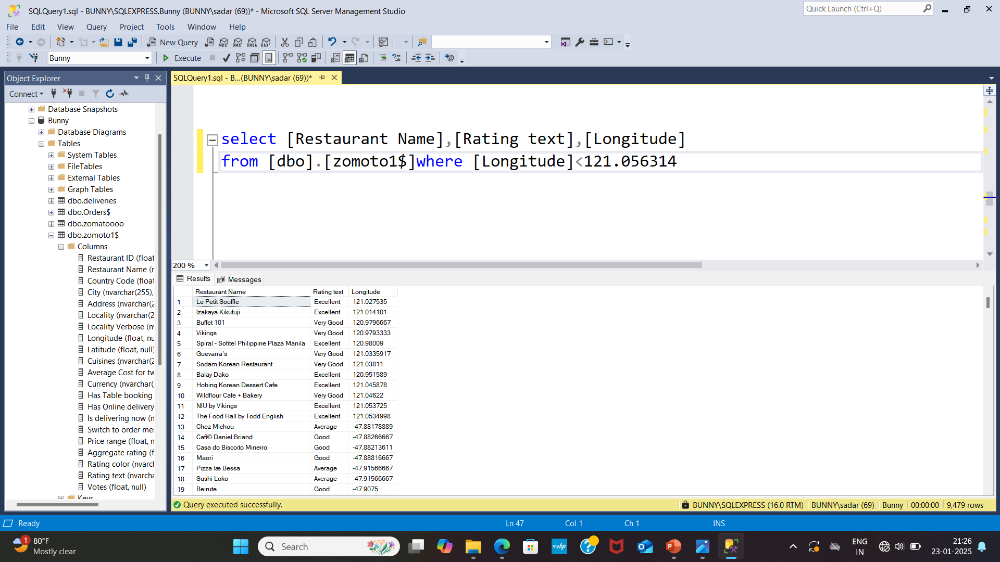 SQLQuery1.sql - BUNNY\SQLEXPRESS.Bunny (BUNNY\sadar (69))* - Microsoft SQL Server Management Studio
Quick Launch (Ctrl+Q)
File Edit View Query Project Tools Window Help
New Query MDX DMX XMLA DAX
Bunny Execute
Object Explorer
SQLQuery1.sql - B...(BUNNY\sadar (69))*
Connect
Database Snapshots
Bunny
Database Diagrams
Tables
System Tables
FileTables
External Tables
Graph Tables
dbo.deliveries
dbo.Orders$
dbo.zomatoooo
dbo.zomoto1$
Columns
Restaurant ID (float
Restaurant Name (n
Country Code (float
City (nvarchar(255),
Address (nvarchar(2
Locality (nvarchar(2
Locality Verbose (nv
Longitude (float, nu
Latitude (float, null)
Cuisines (nvarchar(2
Average Cost for tw
Currency (nvarchar(
Has Table booking
Has Online delivery
Is delivering now (n
Switch to order mer
Price range (float, n
Aggregate rating (f
Rating color (nvarch
Rating text (nvarcha
Votes (float, null)
Keys
select [Restaurant Name],[Rating text],[Longitude]
from [dbo].[zomoto1$]where [Longitude]<121.056314
200 %
Results Messages
Restaurant Name Rating text Longitude
1 Le Petit Souffle Excellent 121.027535
2 Izakaya Kikufuji Excellent 121.014101
3 Buffet 101 Very Good 120.9796667
4 Vikings Very Good 120.9793333
5 Spiral - Sofitel Philippine Plaza Manila Excellent 120.98009
6 Guevarra's Very Good 121.0335917
7 Sodam Korean Restaurant Very Good 121.03811
8 Balay Dako Excellent 120.951589
9 Hobing Korean Dessert Cafe Excellent 121.045878
10 Wildflour Cafe + Bakery Very Good 121.04622
11 NIU by Vikings Excellent 121.053725
12 The Food Hall by Todd English Excellent 121.0534998
13 Chez Michou Average -47.88178889
14 Cafí© Daniel Briand Good -47.88266667
15 Casa do Biscoito Mineiro Good -47.88213611
16 Maori Good -47.88816667
17 Pizza íæ Bessa Average -47.91566667
18 Sushi Loko Average -47.91566667
19 Beirute Good -47.9075
Query executed successfully. BUNNY\SQLEXPRESS (16.0 RTM) BUNNY\sadar (69) Bunny 00:00:00 9,479 rows
Ready Ln 47 Col 1 Ch 1 INS
1 80°F
Mostly clear
Search
myhp
ENG
IN
21:26
23-01-2025